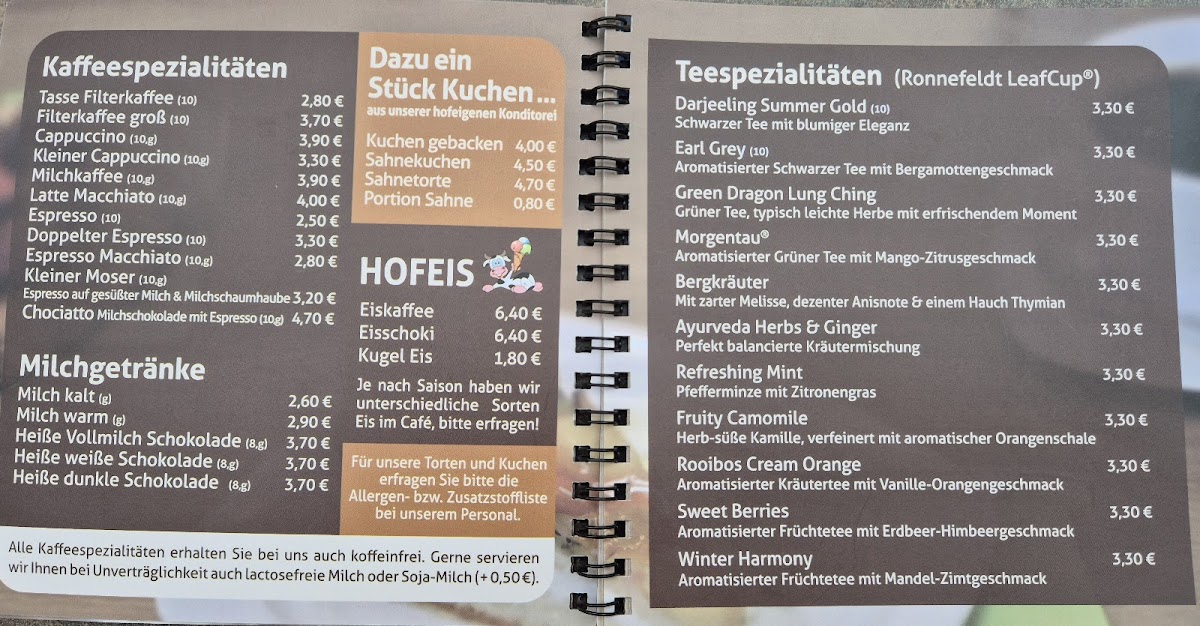 Kaffeespezialitäten
Tasse Filterkaffee (10) 2,80 €
Filterkaffee groß (10) 3,70 €
Cappuccino (10,g) 3,90 €
Kleiner Cappuccino (10,g) 3,30 €
Milchkaffee (10,g) 3,90 €
Latte Macchiato (10,g) 4,00 €
Espresso (10) 2,50 €
Doppelter Espresso (10) 3,30 €
Espresso Macchiato (10,g) 2,80 €
Kleiner Moser (10,g)
Espresso auf gesüßter Milch & Milchschaumhaube 3,20 €
Chociatto Milchschokolade mit Espresso (10,g) 4,70 €
Milchgetränke
Milch kalt (g) 2,60 €
Milch warm (g) 2,90 €
Heiße Vollmilch Schokolade (8,g) 3,70 €
Heiße weiße Schokolade (8,g) 3,70 €
Heiße dunkle Schokolade (8,g) 3,70 €
Dazu ein
Stück Kuchen...
aus unserer hofeigenen Konditorei
Kuchen gebacken 4,00 €
Sahnekuchen 4,50 €
Sahnetorte 4,70 €
Portion Sahne 0,80 €
HOFEIS
Eiskaffee 6,40 €
Eisschoki 6,40 €
Kugel Eis 1,80 €
Je nach Saison haben wir
unterschiedliche Sorten
Eis im Café, bitte erfragen!
Für unsere Torten und Kuchen
erfragen Sie bitte die
Allergen- bzw. Zusatzstoffliste
bei unserem Personal.
Alle Kaffeespezialitäten erhalten Sie bei uns auch koffeinfrei. Gerne servieren
wir Ihnen bei Unverträglichkeit auch lactosefreie Milch oder Soja-Milch (+ 0,50 €).
Teespezialitäten (Ronnefeldt LeafCup®)
Darjeeling Summer Gold (10) 3,30 €
Schwarzer Tee mit blumiger Eleganz
Earl Grey (10) 3,30 €
Aromatisierter Schwarzer Tee mit Bergamottengeschmack
Green Dragon Lung Ching 3,30 €
Grüner Tee, typisch leichte Herbe mit erfrischendem Moment
Morgentau® 3,30 €
Aromatisierter Grüner Tee mit Mango-Zitrusgeschmack
Bergkräuter 3,30 €
Mit zarter Melisse, dezenter Anisnote & einem Hauch Thymian
Ayurveda Herbs & Ginger 3,30 €
Perfekt balancierte Kräutermischung
Refreshing Mint 3,30 €
Pfefferminze mit Zitronengras
Fruity Camomile 3,30 €
Herb-süße Kamille, verfeinert mit aromatischer Orangenschale
Rooibos Cream Orange 3,30 €
Aromatisierter Kräutertee mit Vanille-Orangengeschmack
Sweet Berries 3,30 €
Aromatisierter Früchtetee mit Erdbeer-Himbeergeschmack
Winter Harmony 3,30 €
Aromatisierter Früchtetee mit Mandel-Zimtgeschmack